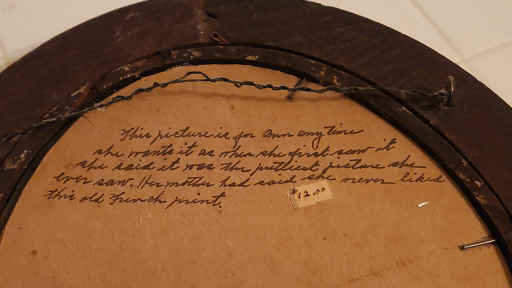 This picture is for Ann any time
she wants it as when she first saw it
she said it was the prettiest picture she
ever saw. Her mother had said she never liked
this old French print.
$12.00